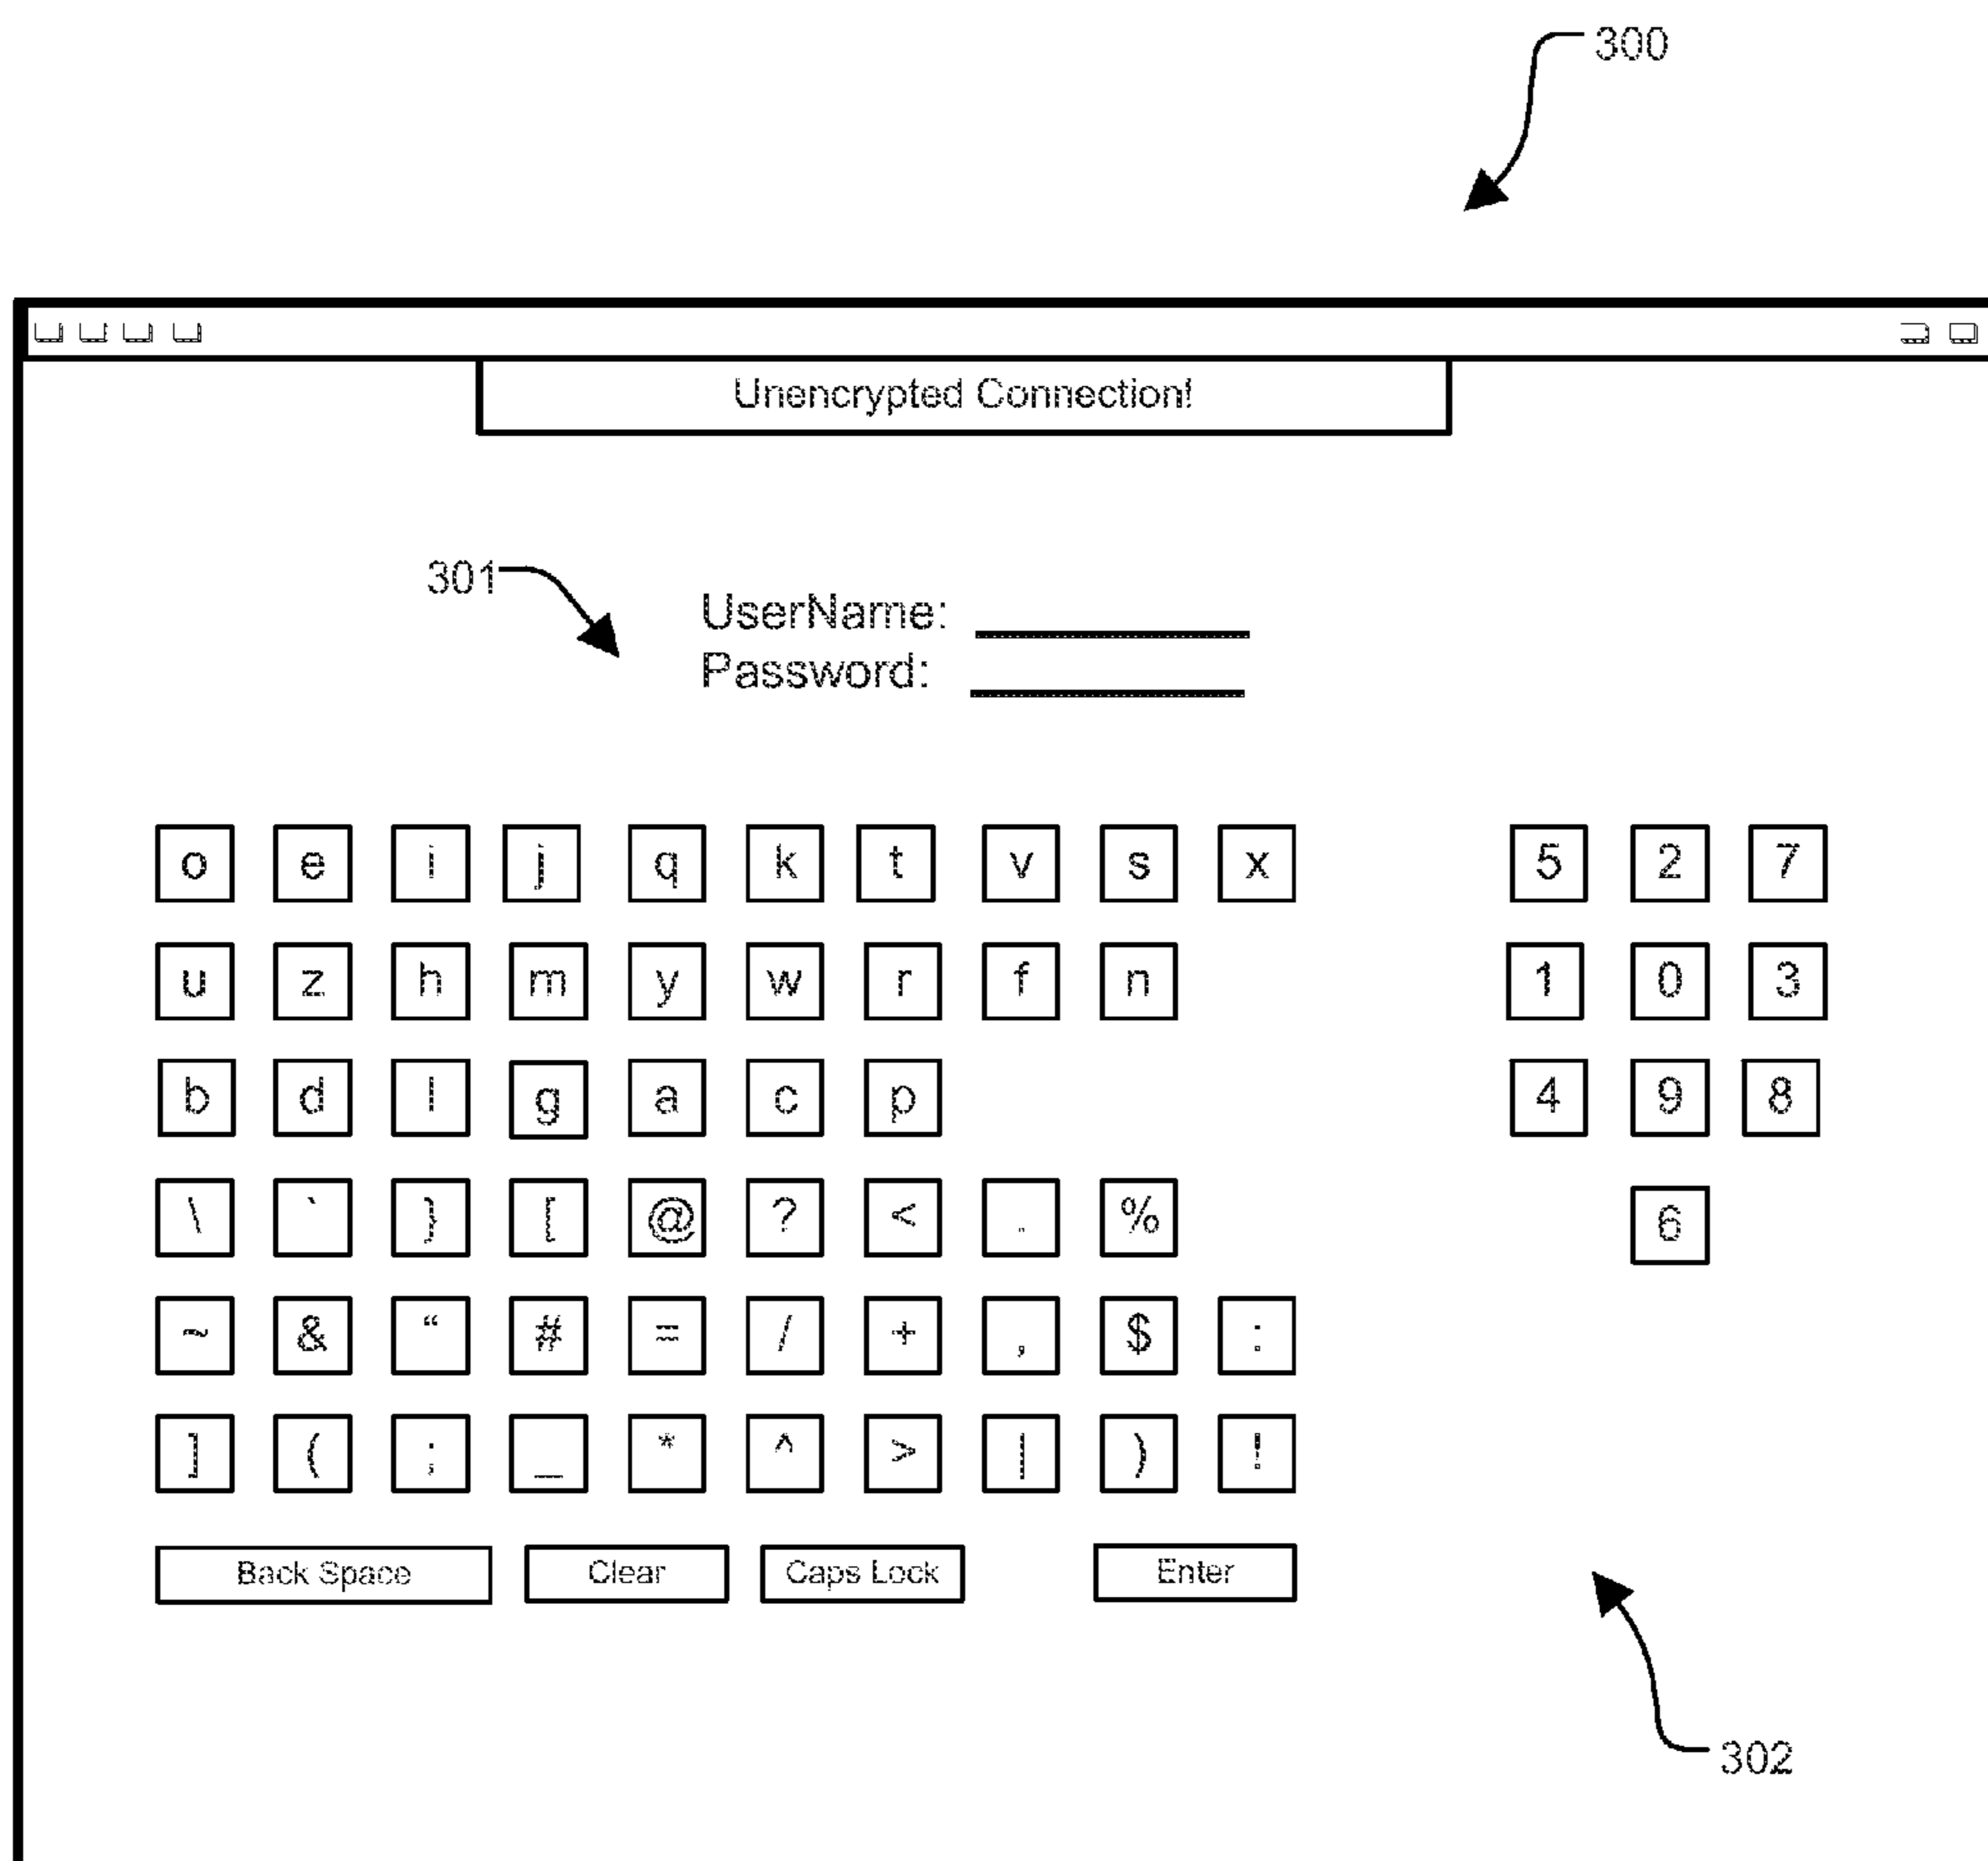 300
Unencrypted Connection!
301
UserName:
Password:
o e i j q k t v s x 5 2 7
u z h m y w r f n 1 0 3
b d l g a c p 4 9 8
\ ` } [ @ ? < . % 6
~ & “ # = / + , $ :
] ( ; _ * ^ > | ) !
Back Space Clear Caps Lock Enter
302